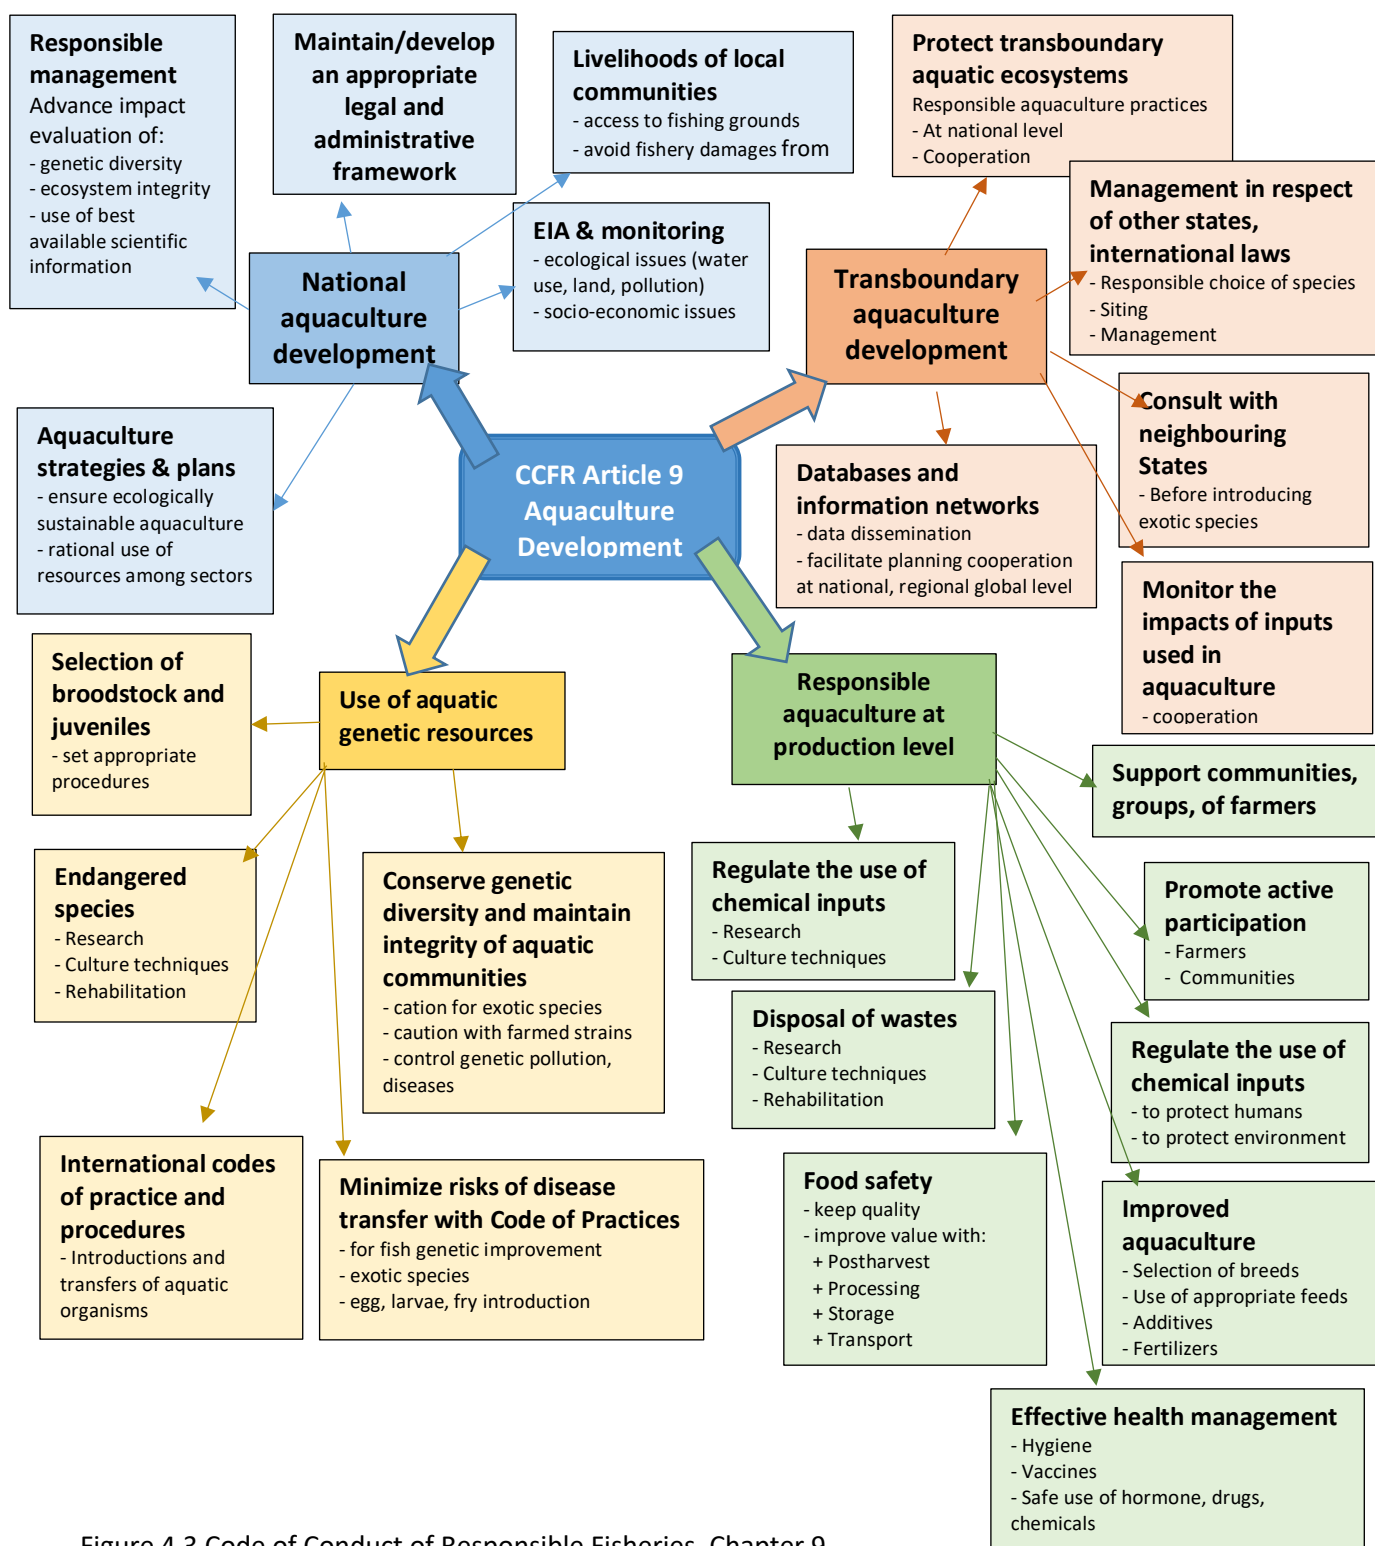 Responsible
management
Advance impact
evaluation of:
- genetic diversity
- ecosystem integrity
- use of best
available scientific
information
Maintain/develop
an appropriate
legal and
administrative
framework
Livelihoods of local
communities
- access to fishing grounds
- avoid fishery damages from
EIA & monitoring
- ecological issues (water
use, land, pollution)
- socio-economic issues
National
aquaculture
development
Aquaculture
strategies & plans
- ensure ecologically
sustainable aquaculture
- rational use of
resources among sectors
Protect transboundary
aquatic ecosystems
Responsible aquaculture practices
- At national level
- Cooperation
Management in respect
of other states,
international laws
- Responsible choice of species
- Siting
- Management
Transboundary
aquaculture
development
Consult with
neighbouring
States
- Before introducing
exotic species
Databases and
information networks
- data dissemination
- facilitate planning cooperation
at national, regional global level
Monitor the
impacts of inputs
used in
aquaculture
- cooperation
CCFR Article 9
Aquaculture
Development
Selection of
broodstock and
juveniles
- set appropriate
procedures
Use of aquatic
genetic resources
Endangered
species
- Research
- Culture techniques
- Rehabilitation
Conserve genetic
diversity and maintain
integrity of aquatic
communities
- cation for exotic species
- caution with farmed strains
- control genetic pollution,
diseases
International codes
of practice and
procedures
- Introductions and
transfers of aquatic
organisms
Minimize risks of disease
transfer with Code of Practices
- for fish genetic improvement
- exotic species
- egg, larvae, fry introduction
Responsible
aquaculture at
production level
Support communities,
groups, of farmers
Regulate the use of
chemical inputs
- Research
- Culture techniques
Promote active
participation
- Farmers
- Communities
Disposal of wastes
- Research
- Culture techniques
- Rehabilitation
Regulate the use of
chemical inputs
- to protect humans
- to protect environment
Food safety
- keep quality
- improve value with:
+ Postharvest
+ Processing
+ Storage
+ Transport
Improved
aquaculture
- Selection of breeds
- Use of appropriate feeds
- Additives
- Fertilizers
Effective health management
- Hygiene
- Vaccines
- Safe use of hormone, drugs,
chemicals
Figure 4.3 Code of Conduct of Responsible Fisheries, Chapter 9